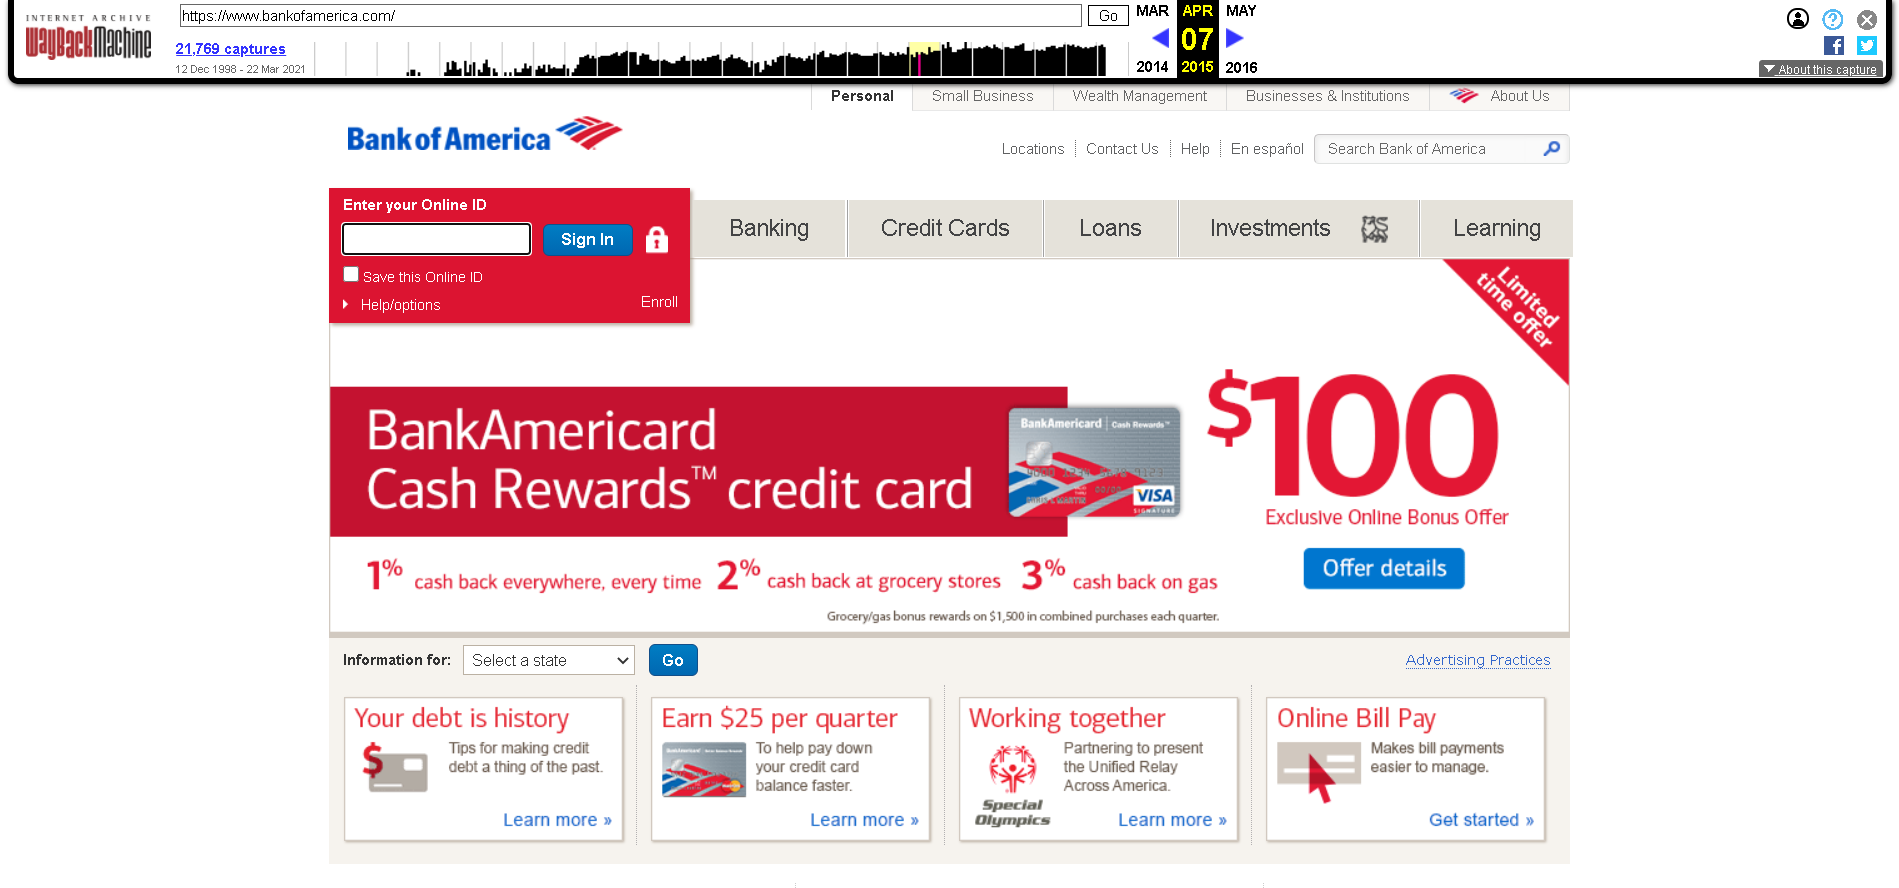 INTERNET ARCHIVE
WayBackMachine
https://www.bankofamerica.com/
Go
MAR
APR
MAY
21,769 captures
07
12 Dec 1998 - 22 Mar 2021
2014
2015
2016
About this capture
Personal
Small Business
Wealth Management
Businesses & Institutions
About Us
Bank of America
Locations
Contact Us
Help
En español
Search Bank of America
Enter your Online ID
Sign In
Save this Online ID
Help/options
Enroll
Banking
Credit Cards
Loans
Investments
Learning
Limited
time offer
BankAmericard
Cash Rewards™ credit card
BankAmericard Cash Rewards™
VISA
SIGNATURE
$100
Exclusive Online Bonus Offer
Offer details
1% cash back everywhere, every time
2% cash back at grocery stores
3% cash back on gas
Grocery/gas bonus rewards on $1,500 in combined purchases each quarter.
Information for:
Select a state
Go
Advertising Practices
Your debt is history
Tips for making credit
debt a thing of the past.
Learn more »
Earn $25 per quarter
To help pay down
your credit card
balance faster.
Learn more »
Working together
Special
Olympics
Partnering to present
the Unified Relay
Across America.
Learn more »
Online Bill Pay
Makes bill payments
easier to manage.
Get started »